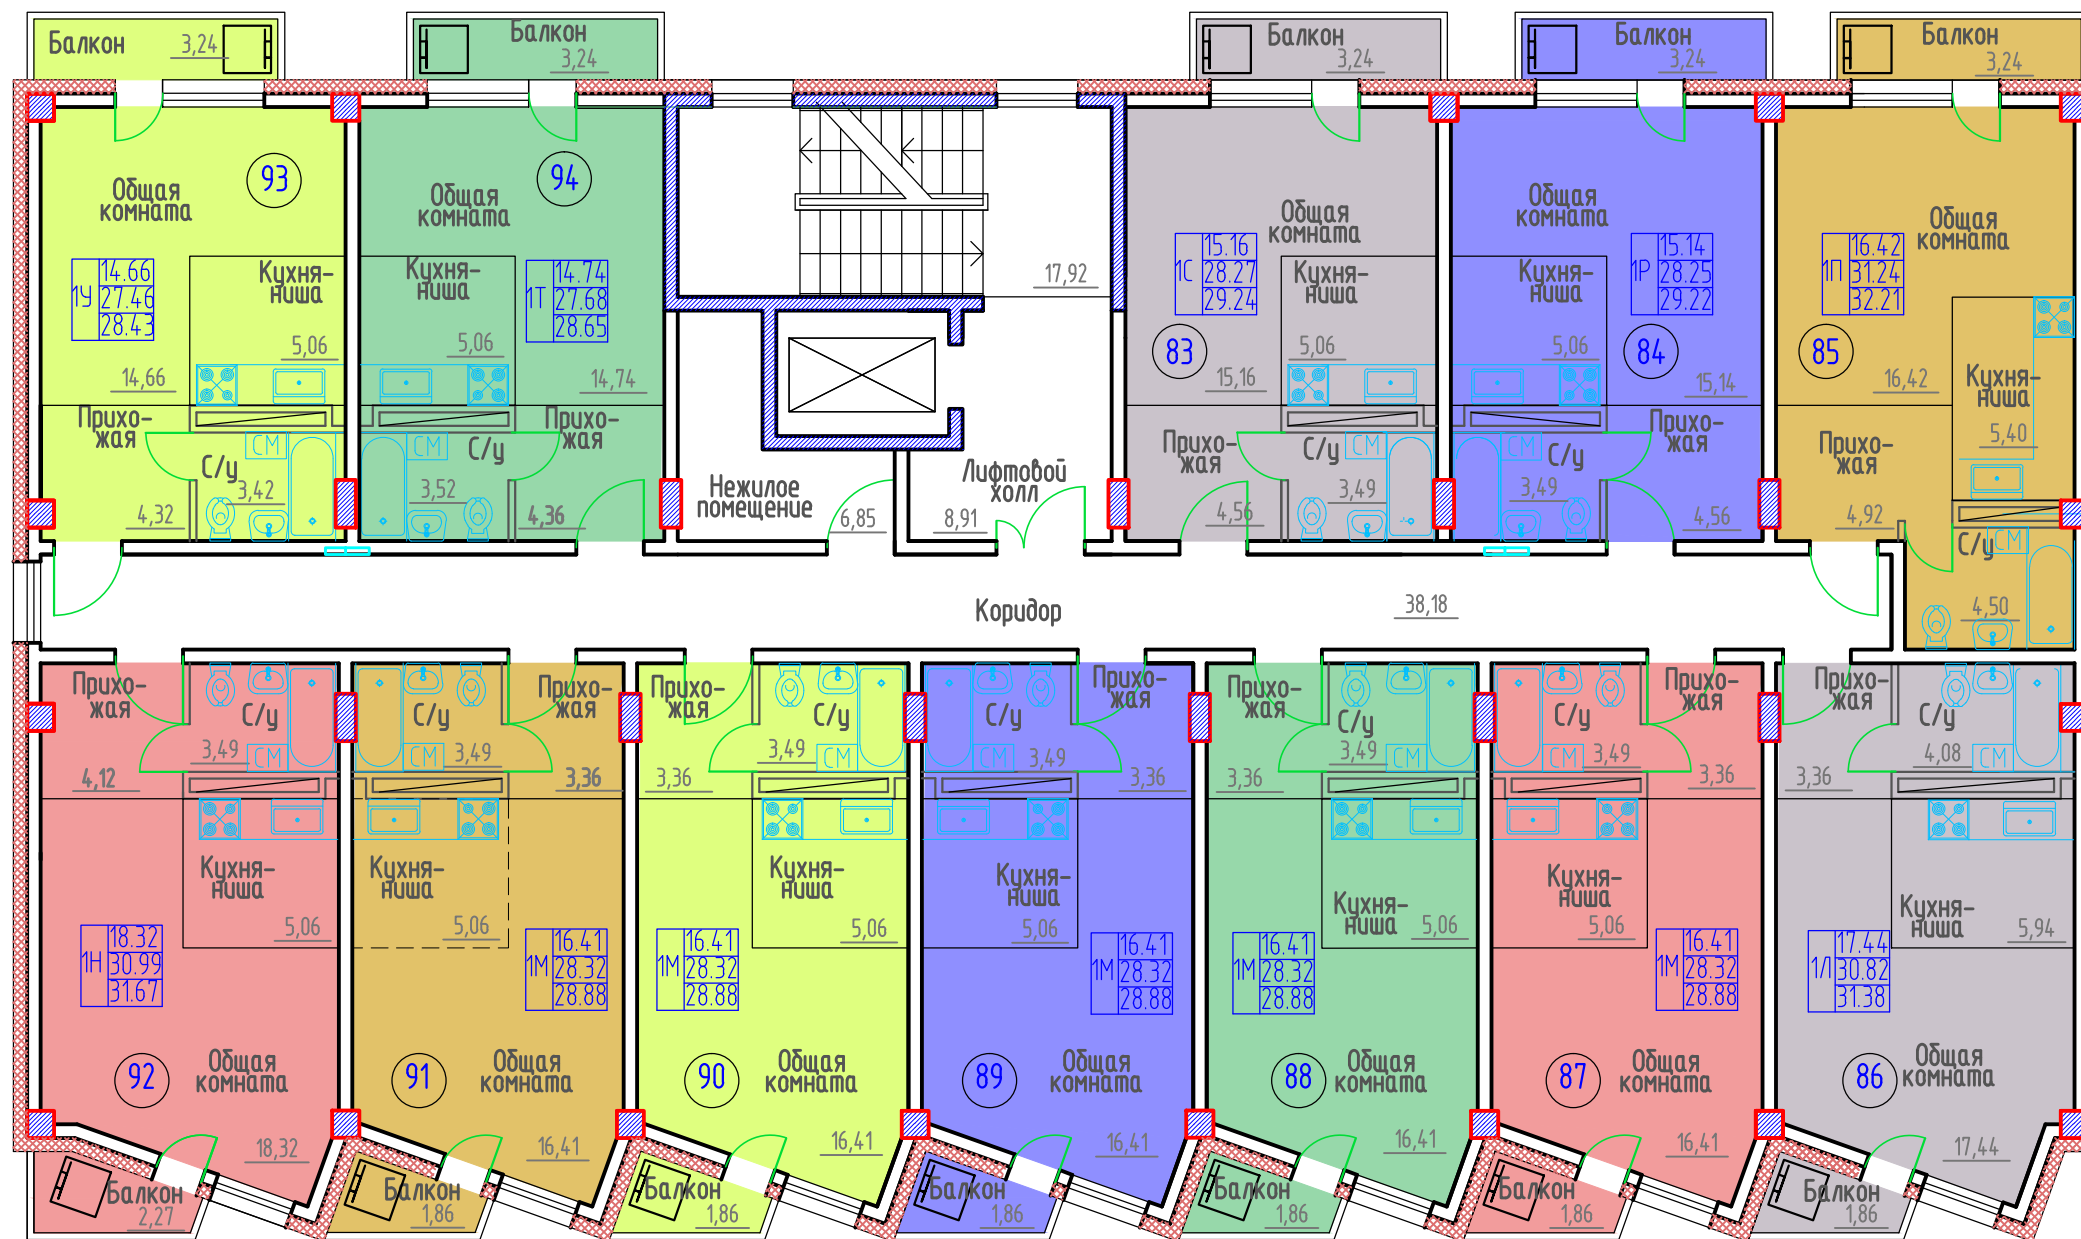 Балкон 3,24
Балкон
3,24
Балкон
3,24
Балкон
3,24
Балкон
3,24
93
Общая
комната
1У
14.66
27.46
28.43
Кухня-
ниша
5,06
14,66
Прихо-
жая
СМ
С/у
3,42
4,32
94
Общая
комната
Кухня-
ниша
1Т
14.74
27.68
28.65
5,06
14,74
Прихо-
жая
СМ
С/у
3,52
4,36
17,92
Нежилое
помещение
6,85
Лифтовой
холл
8,91
Общая
комната
1С
15.16
28.27
29.24
Кухня-
ниша
83
5,06
15,16
Прихо-
жая
С/у
СМ
3,49
4,56
Общая
комната
Кухня-
ниша
1Р
15.14
28.25
29.22
84
5,06
15,14
Прихо-
жая
СМ
С/у
3,49
4,56
Общая
комната
1П
16.42
31.24
32.21
85
16,42
Кухня-
ниша
5,40
Прихо-
жая
4,92
С/у
СМ
4,50
Коридор
38,18
Прихо-
жая
С/у
3,49
СМ
4,12
Кухня-
ниша
5,06
1Н
18.32
30.99
31.67
92
Общая
комната
18,32
Балкон
2,27
Прихо-
жая
С/у
СМ
3,49
3,36
Кухня-
ниша
5,06
1М
16.41
28.32
28.88
91
Общая
комната
16,41
Балкон
1,86
Прихо-
жая
С/у
3,49
СМ
3,36
Кухня-
ниша
5,06
1М
16.41
28.32
28.88
90
Общая
комната
16,41
Балкон
1,86
Прихо-
жая
С/у
СМ
3,49
3,36
Кухня-
ниша
5,06
1М
16.41
28.32
28.88
89
Общая
комната
16,41
Балкон
1,86
Прихо-
жая
С/у
3,49
СМ
3,36
Кухня-
ниша
5,06
1М
16.41
28.32
28.88
88
Общая
комната
16,41
Балкон
1,86
Прихо-
жая
С/у
СМ
3,49
3,36
Кухня-
ниша
5,06
1М
16.41
28.32
28.88
87
Общая
комната
16,41
Балкон
1,86
Прихо-
жая
С/у
4,08
СМ
3,36
Кухня-
ниша
5,94
1Л
17.44
30.82
31.38
86
Общая
комната
17,44
Балкон
1,86